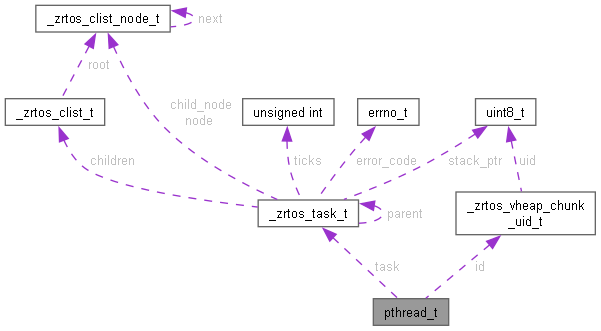 _zrtos_clist_node_t
next
root
_zrtos_clist_t
child_node
node
unsigned int
errno_t
uint8_t
children
ticks
error_code
stack_ptr
uid
_zrtos_task_t
parent
_zrtos_vheap_chunk
_uid_t
task
id
pthread_t